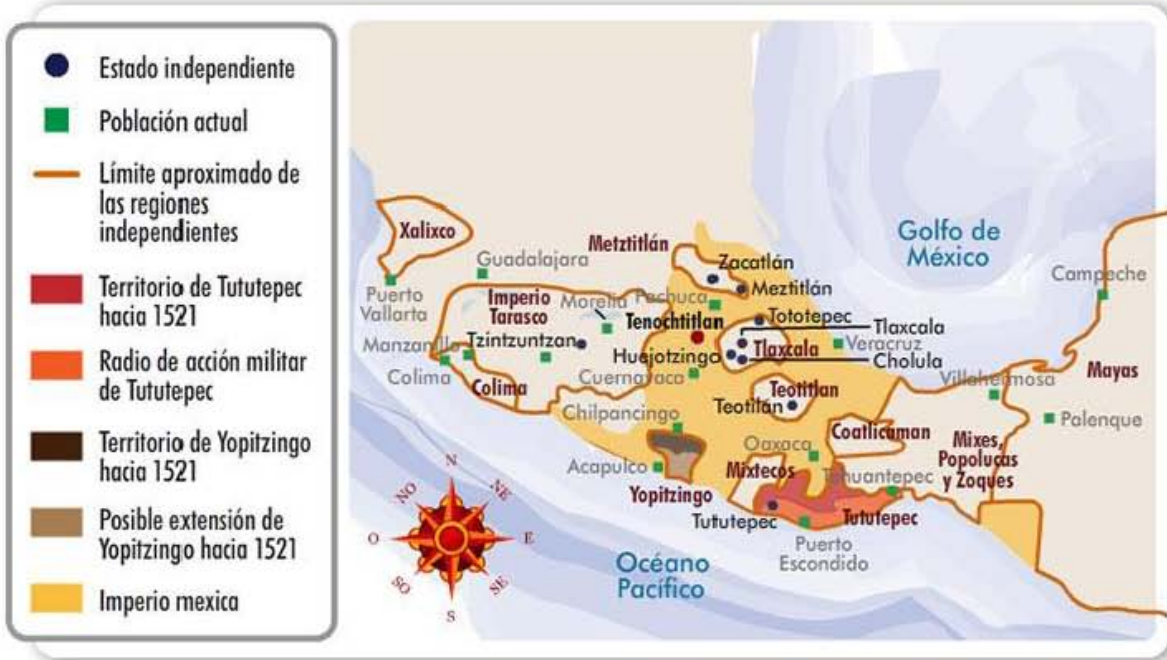 Estado independiente
Población actual
Límite aproximado de
las regiones
independientes
Territorio de Tututepec
hacia 1521
Radio de acción militar
de Tututepec
Territorio de Yopitzingo
hacia 1521
Posible extensión de
Yopitzingo hacia 1521
Imperio mexica
Xalixco
Puerto
Vallarta
Guadalajara
Metztitlán
Zacatlán
Meztitlán
Golfo de
México
Campeche
Imperio
Tarasco
Morelia
Pachuca
Tototepec
Tenochtitlan
Tlaxcala
Veracruz
Manzanillo
Tzintzuntzan
Huejotzingo
Tlaxcala
Cholula
Colima
Colima
Cuernavaca
Teotitlan
Teotilán
Villahermosa
Mayas
Palenque
Chilpancingo
Coatlicaman
Oaxaca
Mixes,
Popolucas
y Zoques
Acapulco
Yopitzingo
Mixtecos
Tehuantepec
Tututepec
Tututepec
Puerto
Escondido
Océano
Pacífico
N
NE
E
SE
S
SO
O
NO